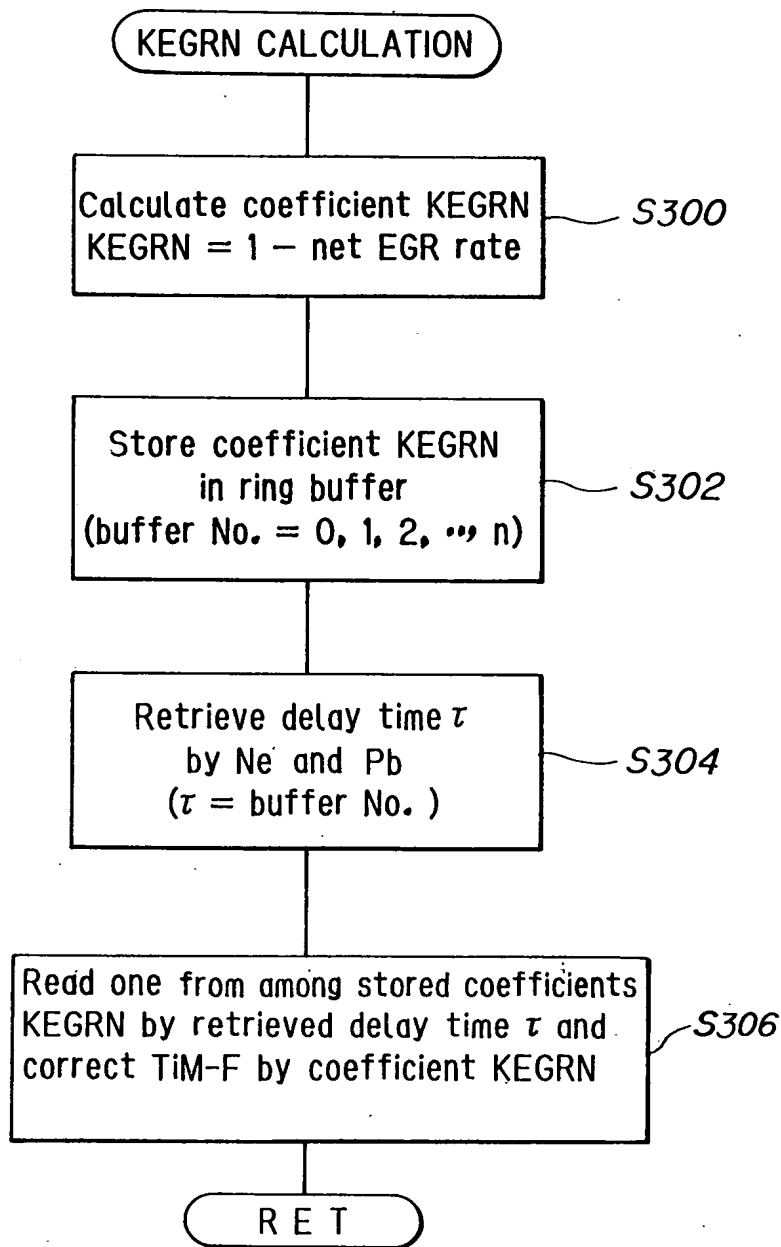 KEGRN CALCULATION
Calculate coefficient KEGRN
KEGRN = 1 – net EGR rate
S300
Store coefficient KEGRN
in ring buffer
(buffer No. = 0, 1, 2, ··, n)
S302
Retrieve delay time τ
by Ne and Pb
(τ = buffer No. )
S304
Read one from among stored coefficients
KEGRN by retrieved delay time τ and
correct TiM-F by coefficient KEGRN
S306
RET